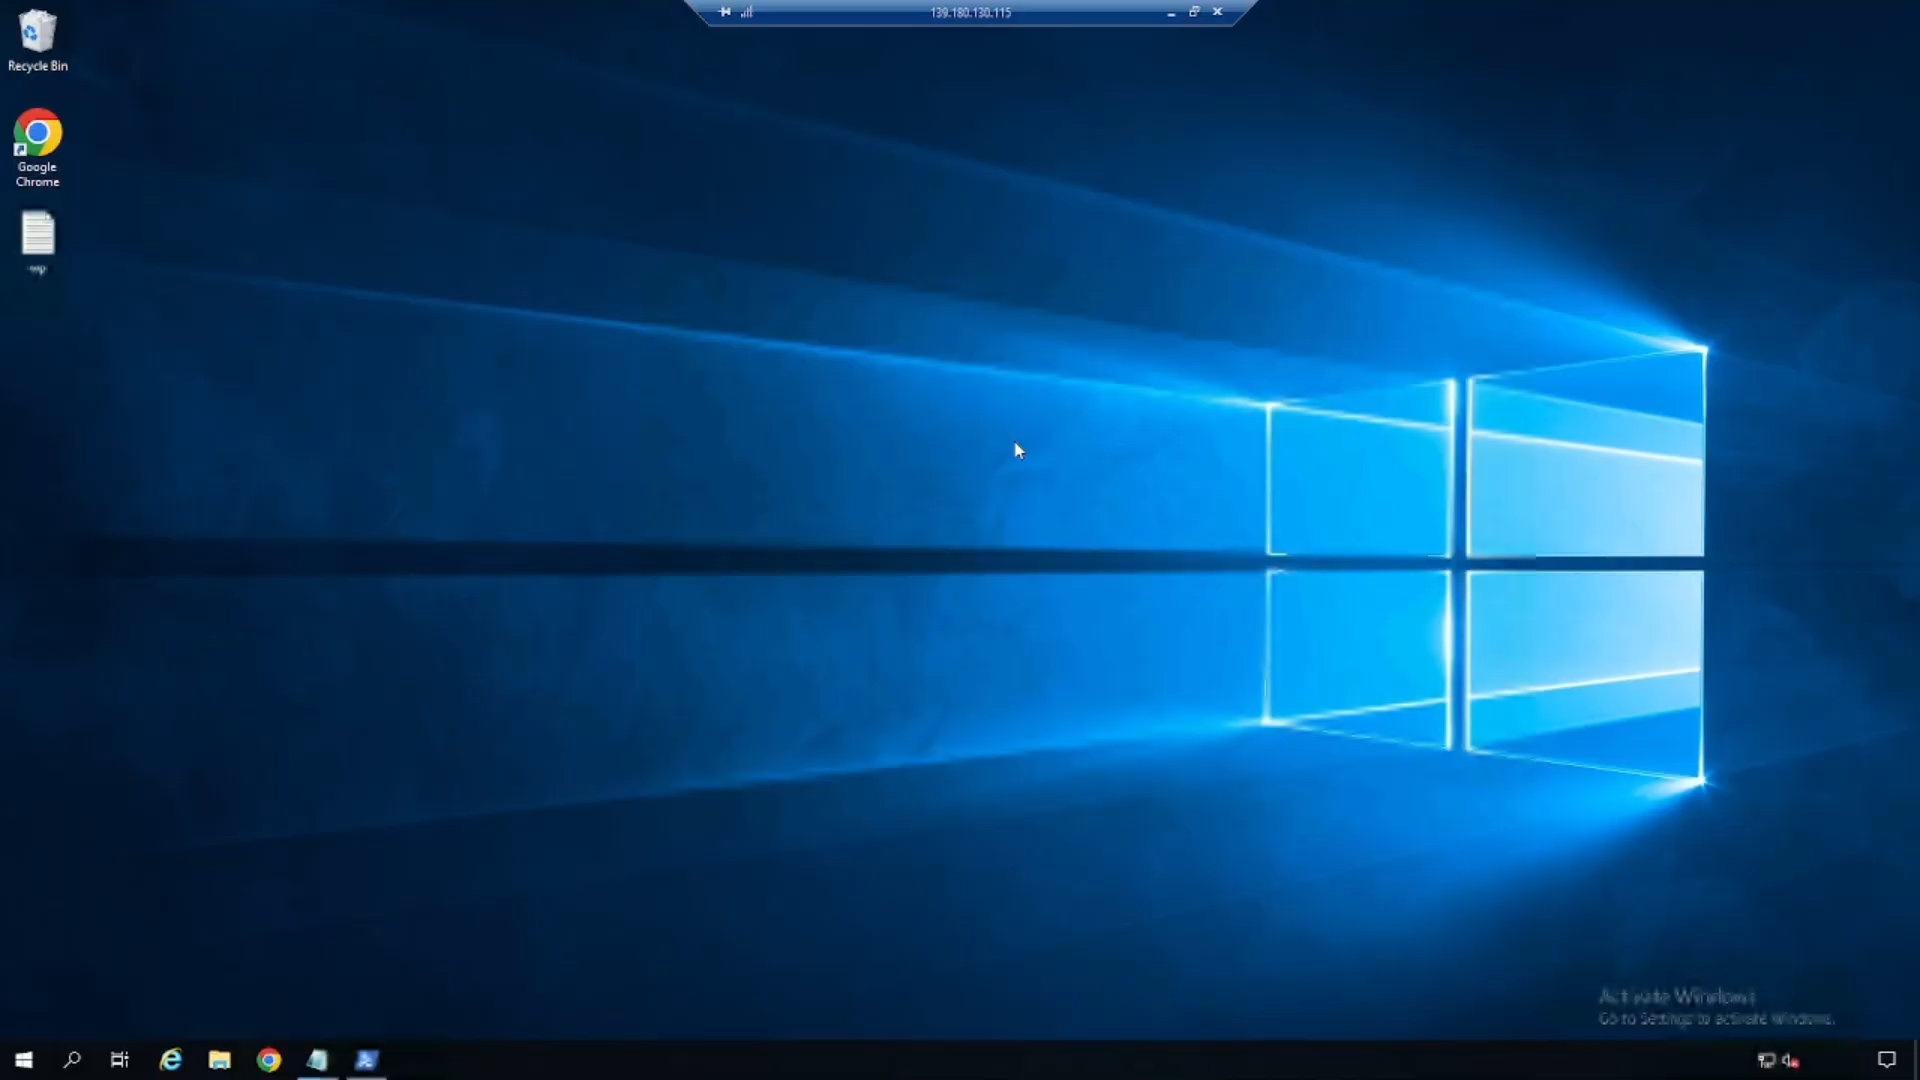 139.180.130.115
Recycle Bin
Google
Chrome
Activate Windows
Go to Settings to activate Windows.